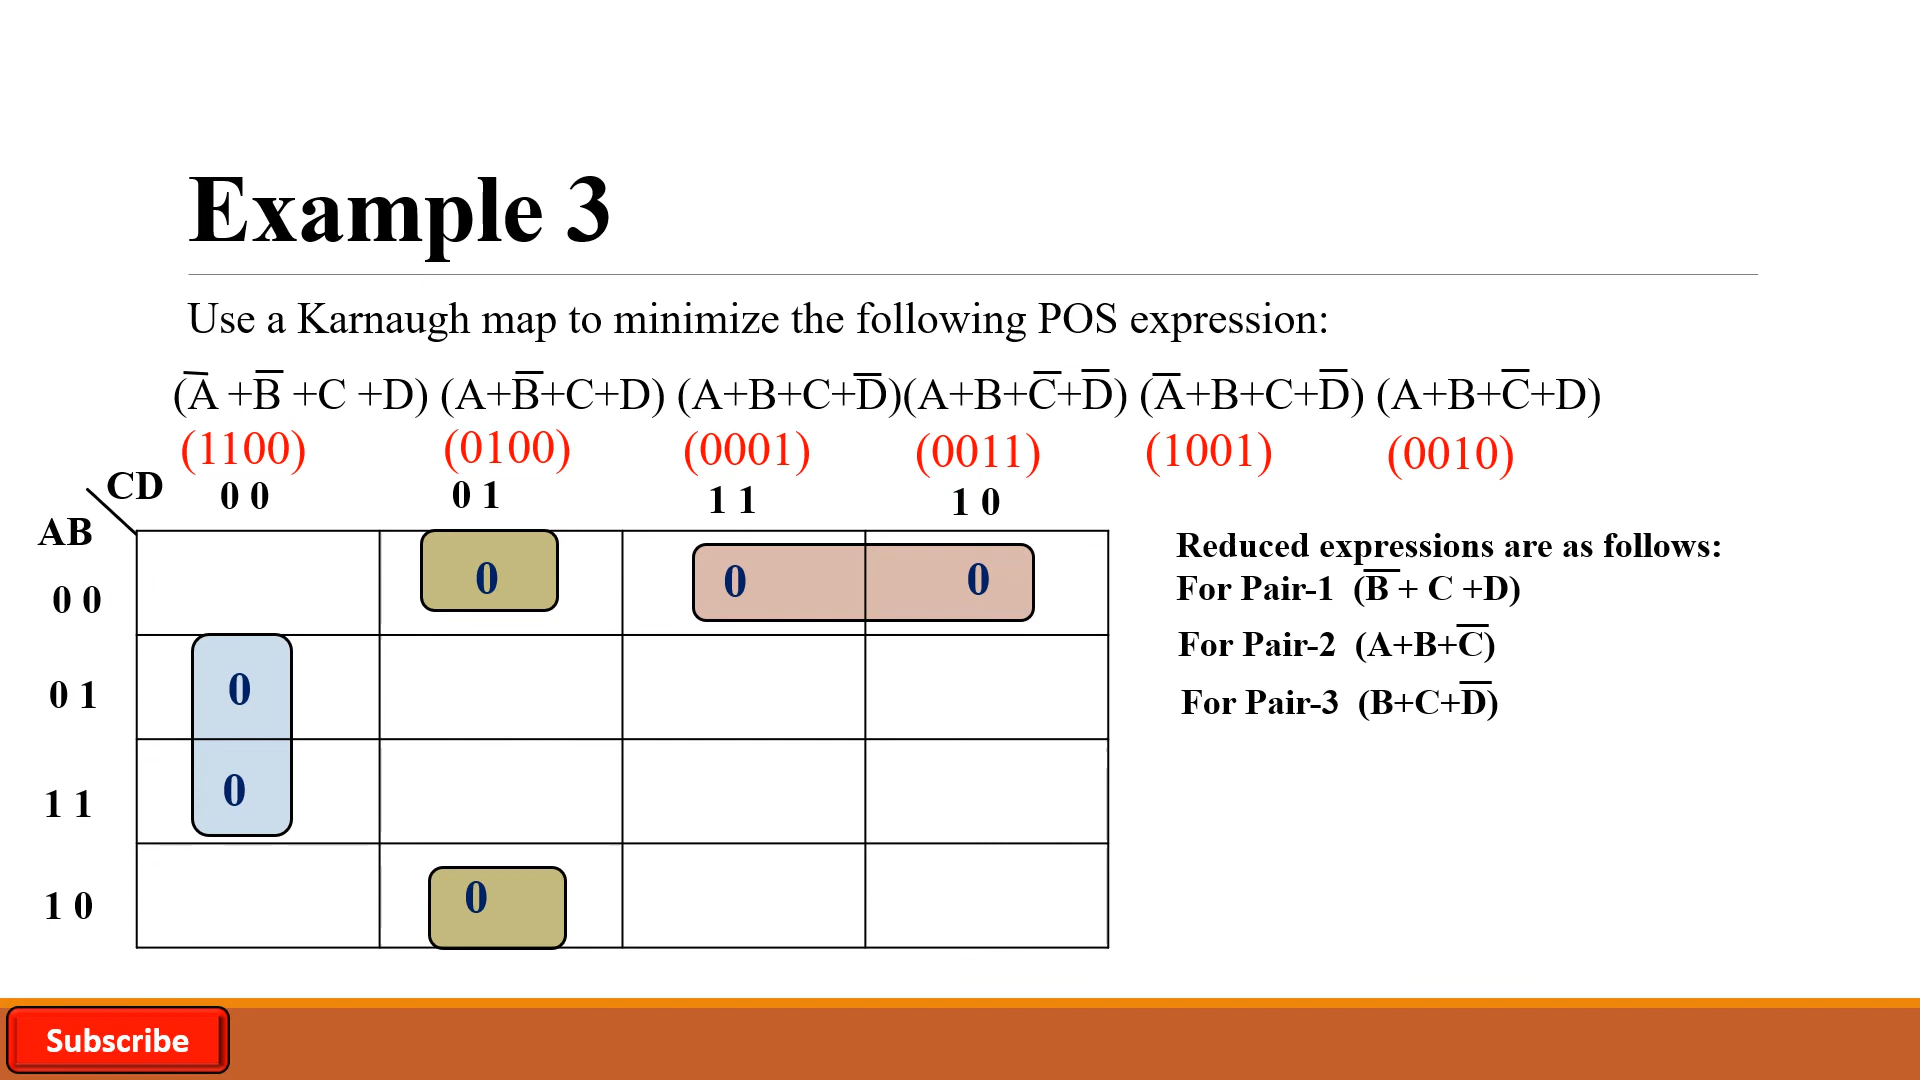 Example 3
Use a Karnaugh map to minimize the following POS expression:
(A̅ +B̅ +C +D) (A+B̅+C+D) (A+B+C+D̅)(A+B+C̅+D̅) (A̅+B+C+D̅) (A+B+C̅+D)
(1100) (0100) (0001) (0011) (1001) (0010)
CD 0 0 0 1 1 1 1 0
AB
0 0 0 0 0
0 1 0
1 1 0
1 0 0
Reduced expressions are as follows:
For Pair-1 (B̅ + C +D)
For Pair-2 (A+B+C̅)
For Pair-3 (B+C+D̅)
Subscribe